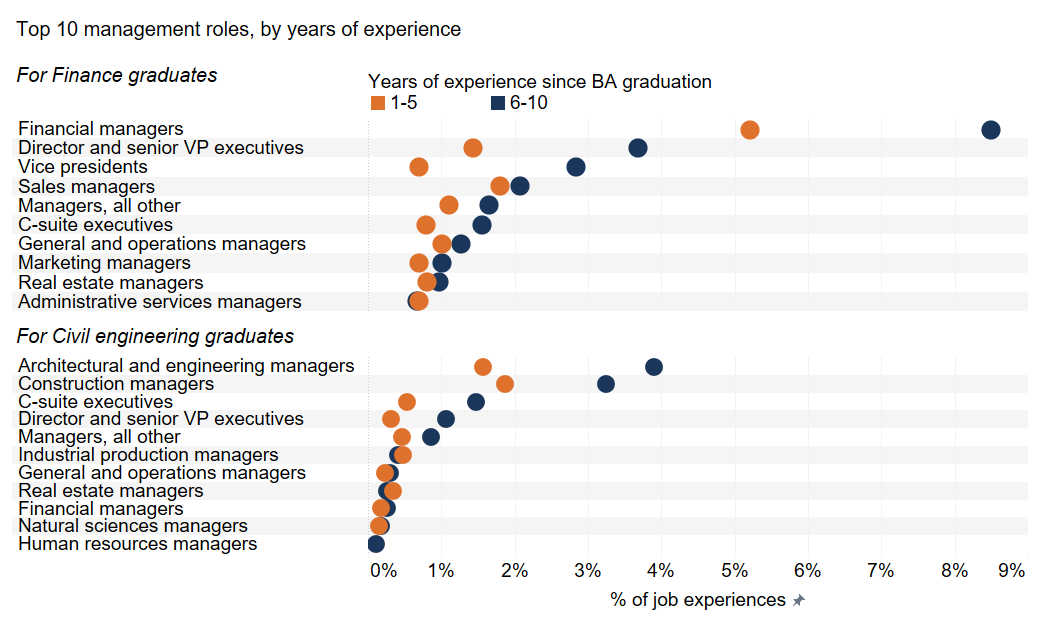 Top 10 management roles, by years of experience
For Finance graduates
Years of experience since BA graduation
1-5 6-10
Financial managers
Director and senior VP executives
Vice presidents
Sales managers
Managers, all other
C-suite executives
General and operations managers
Marketing managers
Real estate managers
Administrative services managers
For Civil engineering graduates
Architectural and engineering managers
Construction managers
C-suite executives
Director and senior VP executives
Managers, all other
Industrial production managers
General and operations managers
Real estate managers
Financial managers
Natural sciences managers
Human resources managers
0% 1% 2% 3% 4% 5% 6% 7% 8% 9%
% of job experiences